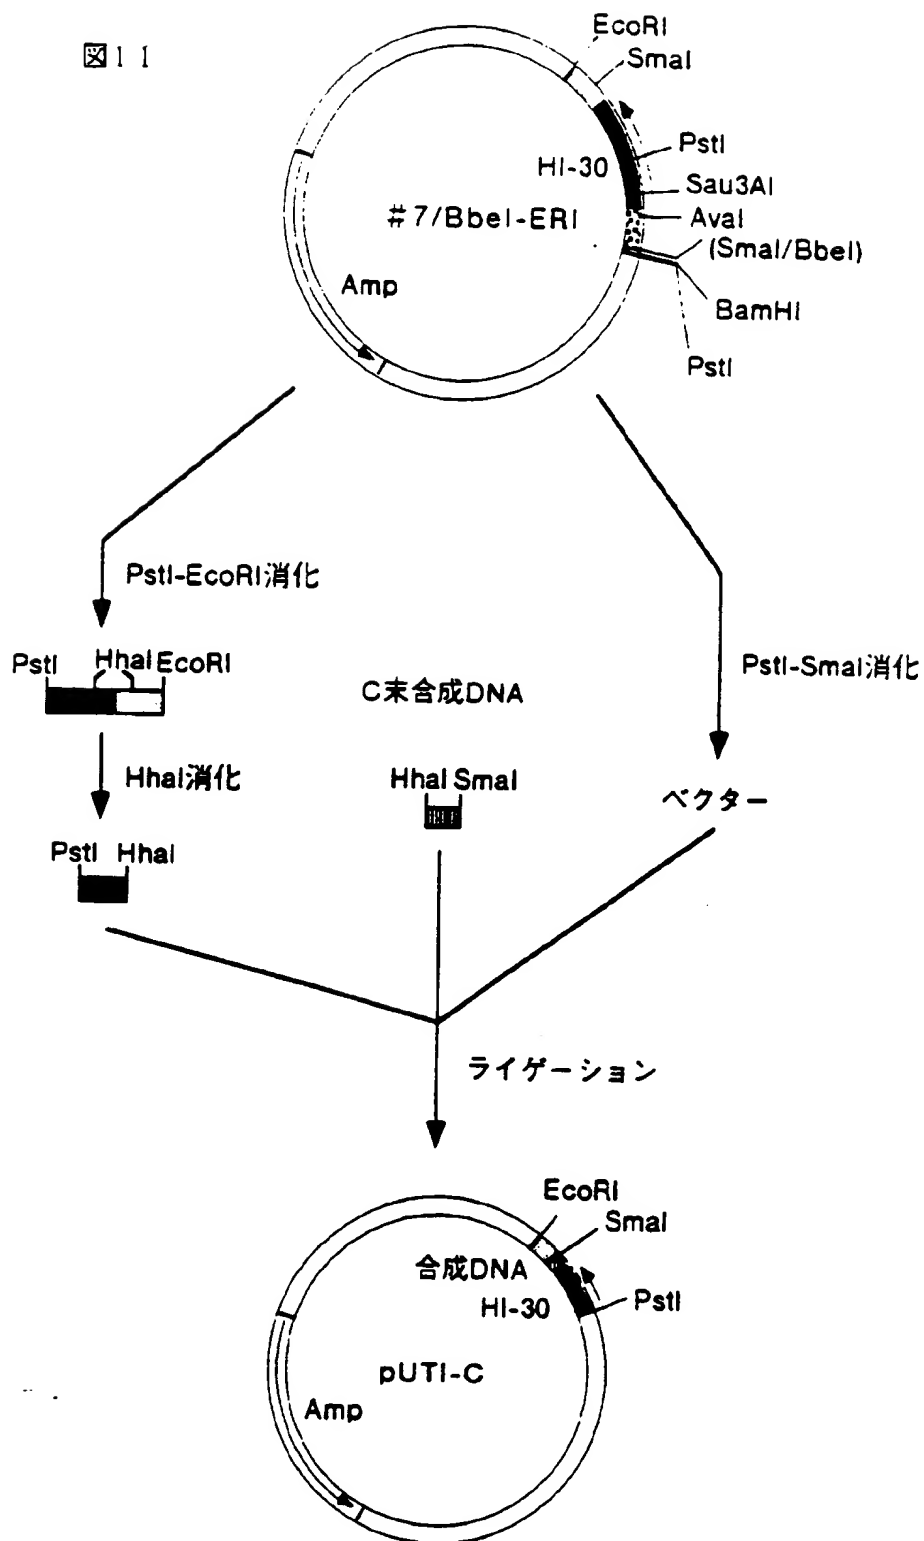 図11
EcoRI
SmaI
PstI
HI-30
Sau3AI
#7/BbeI-ERI
AvaI
(SmaI/BbeI)
Amp
BamHI
PstI
PstI-EcoRI消化
PstI
HhaI
EcoRI
C末合成DNA
PstI-SmaI消化
HhaI消化
HhaI
SmaI
ベクター
PstI
HhaI
ライゲーション
EcoRI
SmaI
合成DNA
HI-30
PstI
pUTI-C
Amp